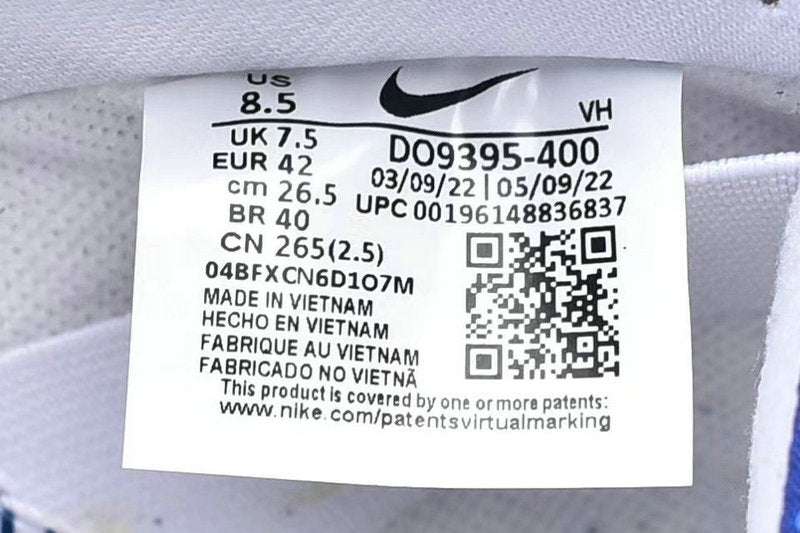 US
8.5
VH
UK 7.5
EUR 42
cm 26.5
BR 40
CN 265(2.5)
DO9395-400
03/09/22 | 05/09/22
UPC 00196148836837
04BFXCN6D1O7M
MADE IN VIETNAM
HECHO EN VIETNAM
FABRIQUE AU VIETNAM
FABRICADO NO VIETNÃ
This product is covered by one or more patents:
www.nike.com/patentsvirtualmarking